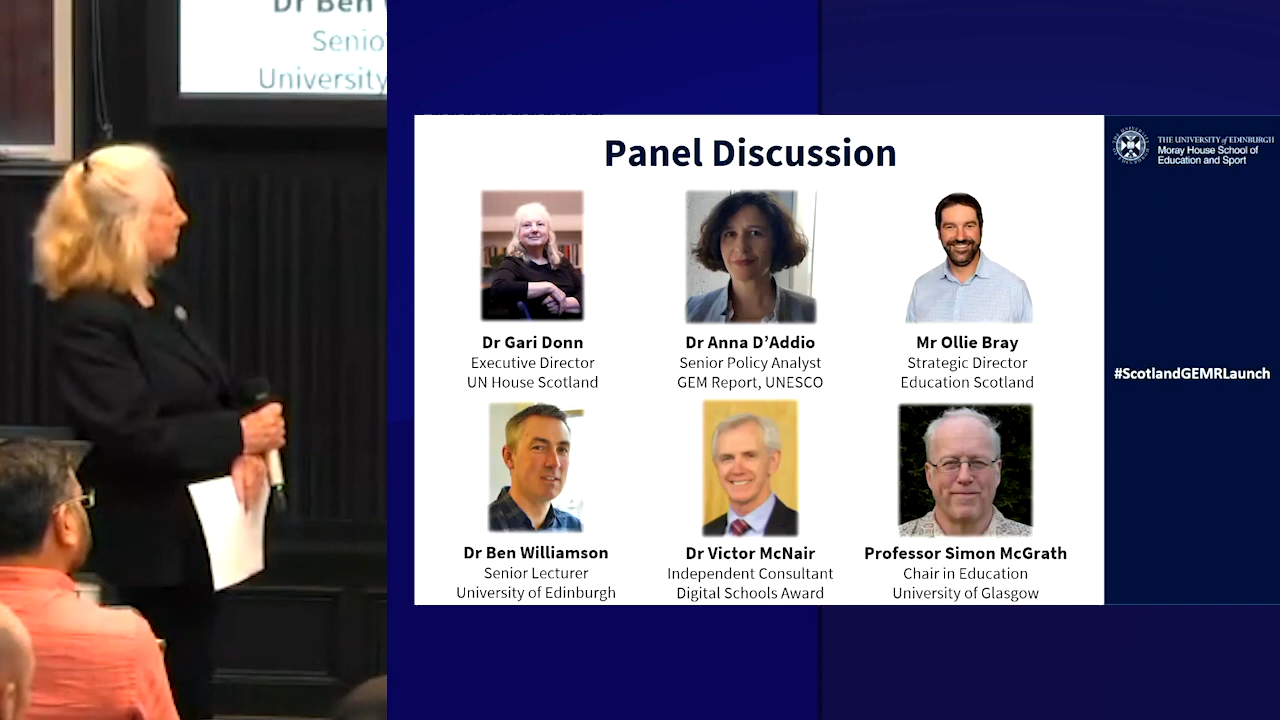 Dr Ben
Senio
University
Panel Discussion
Dr Gari Donn
Executive Director
UN House Scotland
Dr Anna D’Addio
Senior Policy Analyst
GEM Report, UNESCO
Mr Ollie Bray
Strategic Director
Education Scotland
Dr Ben Williamson
Senior Lecturer
University of Edinburgh
Dr Victor McNair
Independent Consultant
Digital Schools Award
Professor Simon McGrath
Chair in Education
University of Glasgow
THE UNIVERSITY of EDINBURGH
Moray House School of
Education and Sport
#ScotlandGEMRLaunch